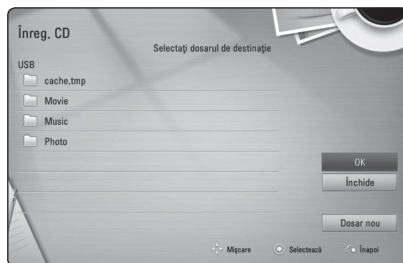 Înreg. CD
Selectaţi dosarul de destinaţie
USB
cache.tmp
Movie
Music
Photo
OK
Închide
Dosar nou
Mişcare Selectează Înapoi